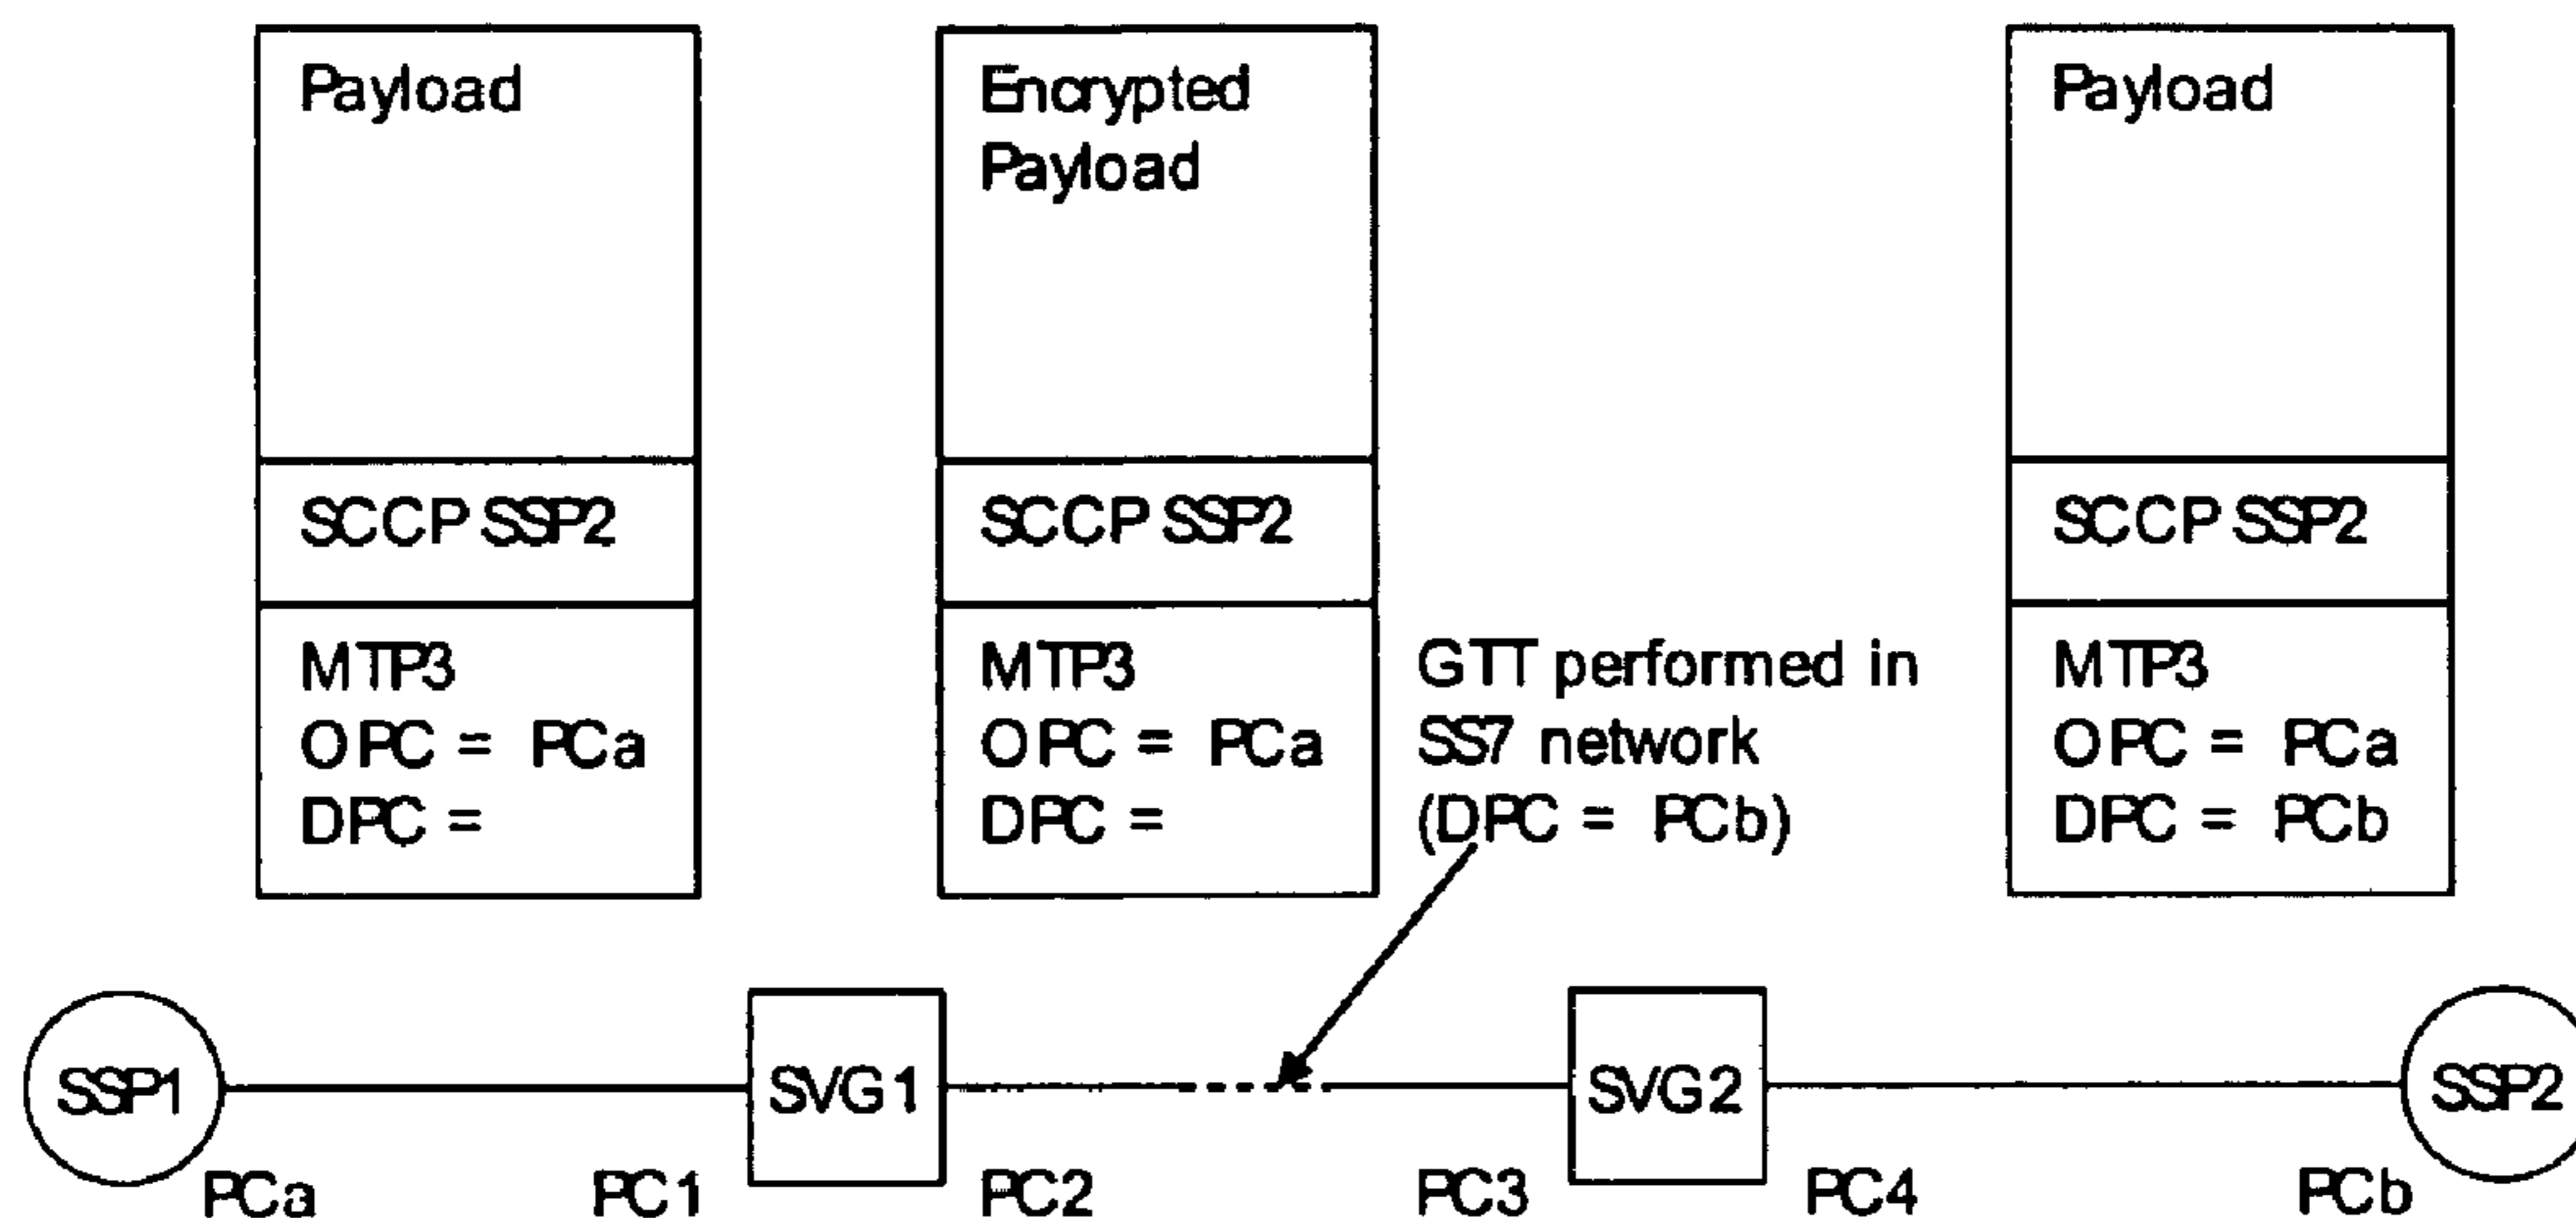 Payload
SCCP SSP2
MTP3
OPC = PCa
DPC =
Encrypted
Payload
SCCP SSP2
MTP3
OPC = PCa
DPC =
GTT performed in
SS7 network
(DPC = PCb)
Payload
SCCP SSP2
MTP3
OPC = PCa
DPC = PCb
SSP1
SVG1
SVG2
SSP2
PCa
PC1
PC2
PC3
PC4
PCb